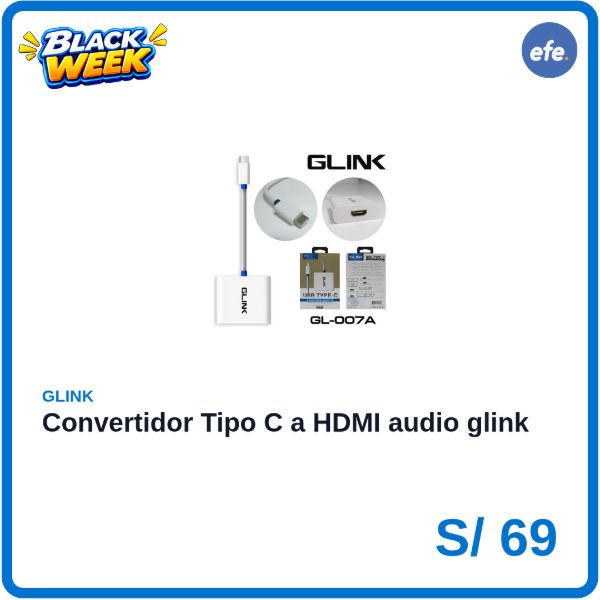 BLACK
WEEK
efe.
GLINK
GLINK
USB TYPE-C
GL-007A
GLINK
Convertidor Tipo C a HDMI audio glink
S/ 69